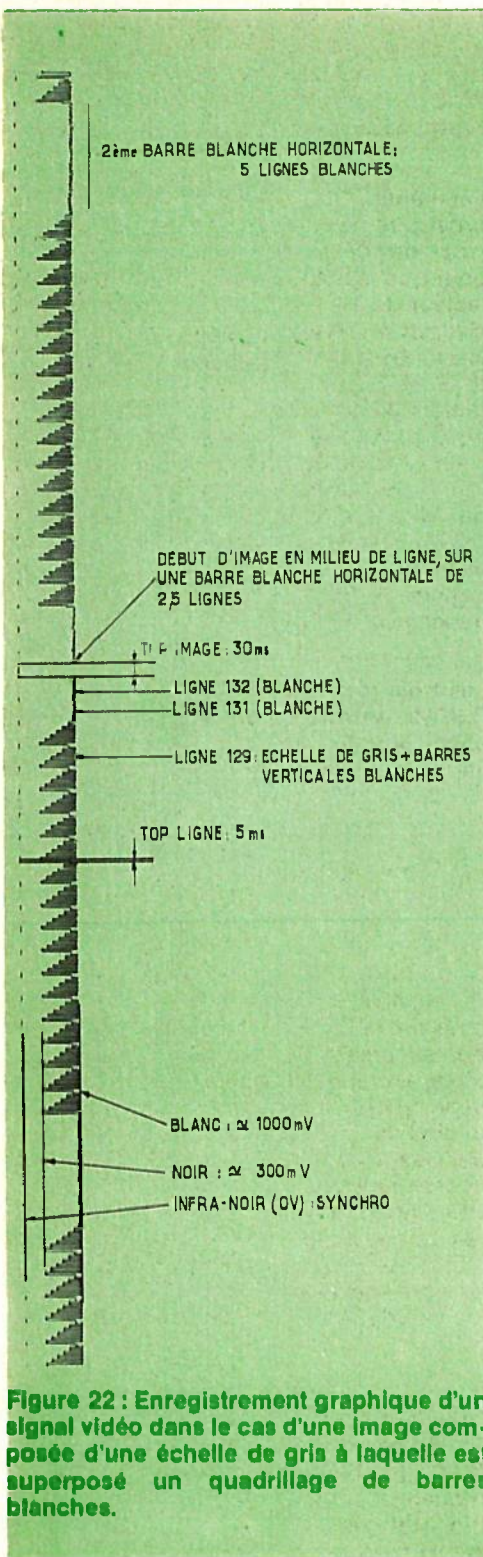 2ème BARRE BLANCHE HORIZONTALE;
5 LIGNES BLANCHES
DÉBUT D'IMAGE EN MILIEU DE LIGNE, SUR
UNE BARRE BLANCHE HORIZONTALE DE
2,5 LIGNES
TOP IMAGE: 30ms
LIGNE 132 (BLANCHE)
LIGNE 131 (BLANCHE)
LIGNE 129: ECHELLE DE GRIS + BARRES
VERTICALES BLANCHES
TOP LIGNE: 5ms
BLANC : ≃ 1000mV
NOIR : ≃ 300mV
INFRA-NOIR (0V) : SYNCHRO
Figure 22 : Enregistrement graphique d'un
signal vidéo dans le cas d'une image com-
posée d'une échelle de gris à laquelle est
superposé un quadrillage de barres
blanches.